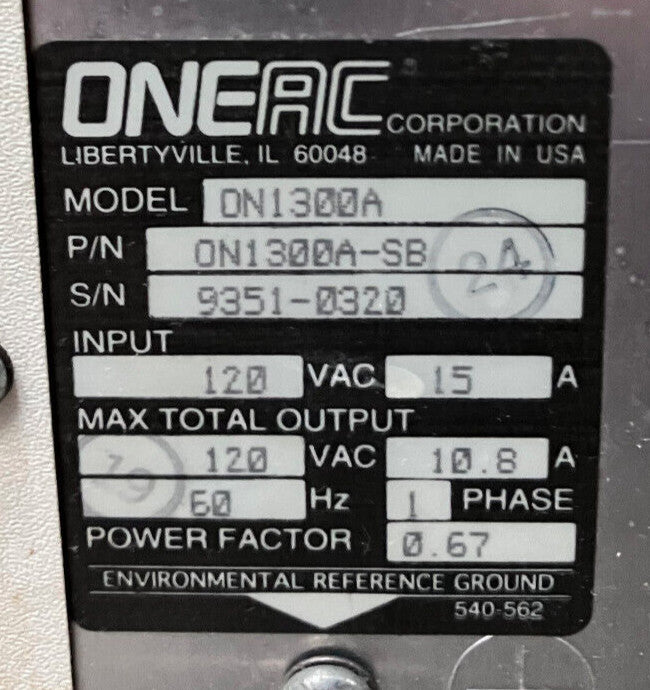 ONEAC CORPORATION
LIBERTYVILLE, IL 60048 MADE IN USA
MODEL ON1300A
P/N ON1300A-SB
S/N 9351-0320
24
INPUT
120 VAC 15 A
MAX TOTAL OUTPUT
120 VAC 10.8 A
19
60 Hz 1 PHASE
POWER FACTOR 0.67
ENVIRONMENTAL REFERENCE GROUND
540-562